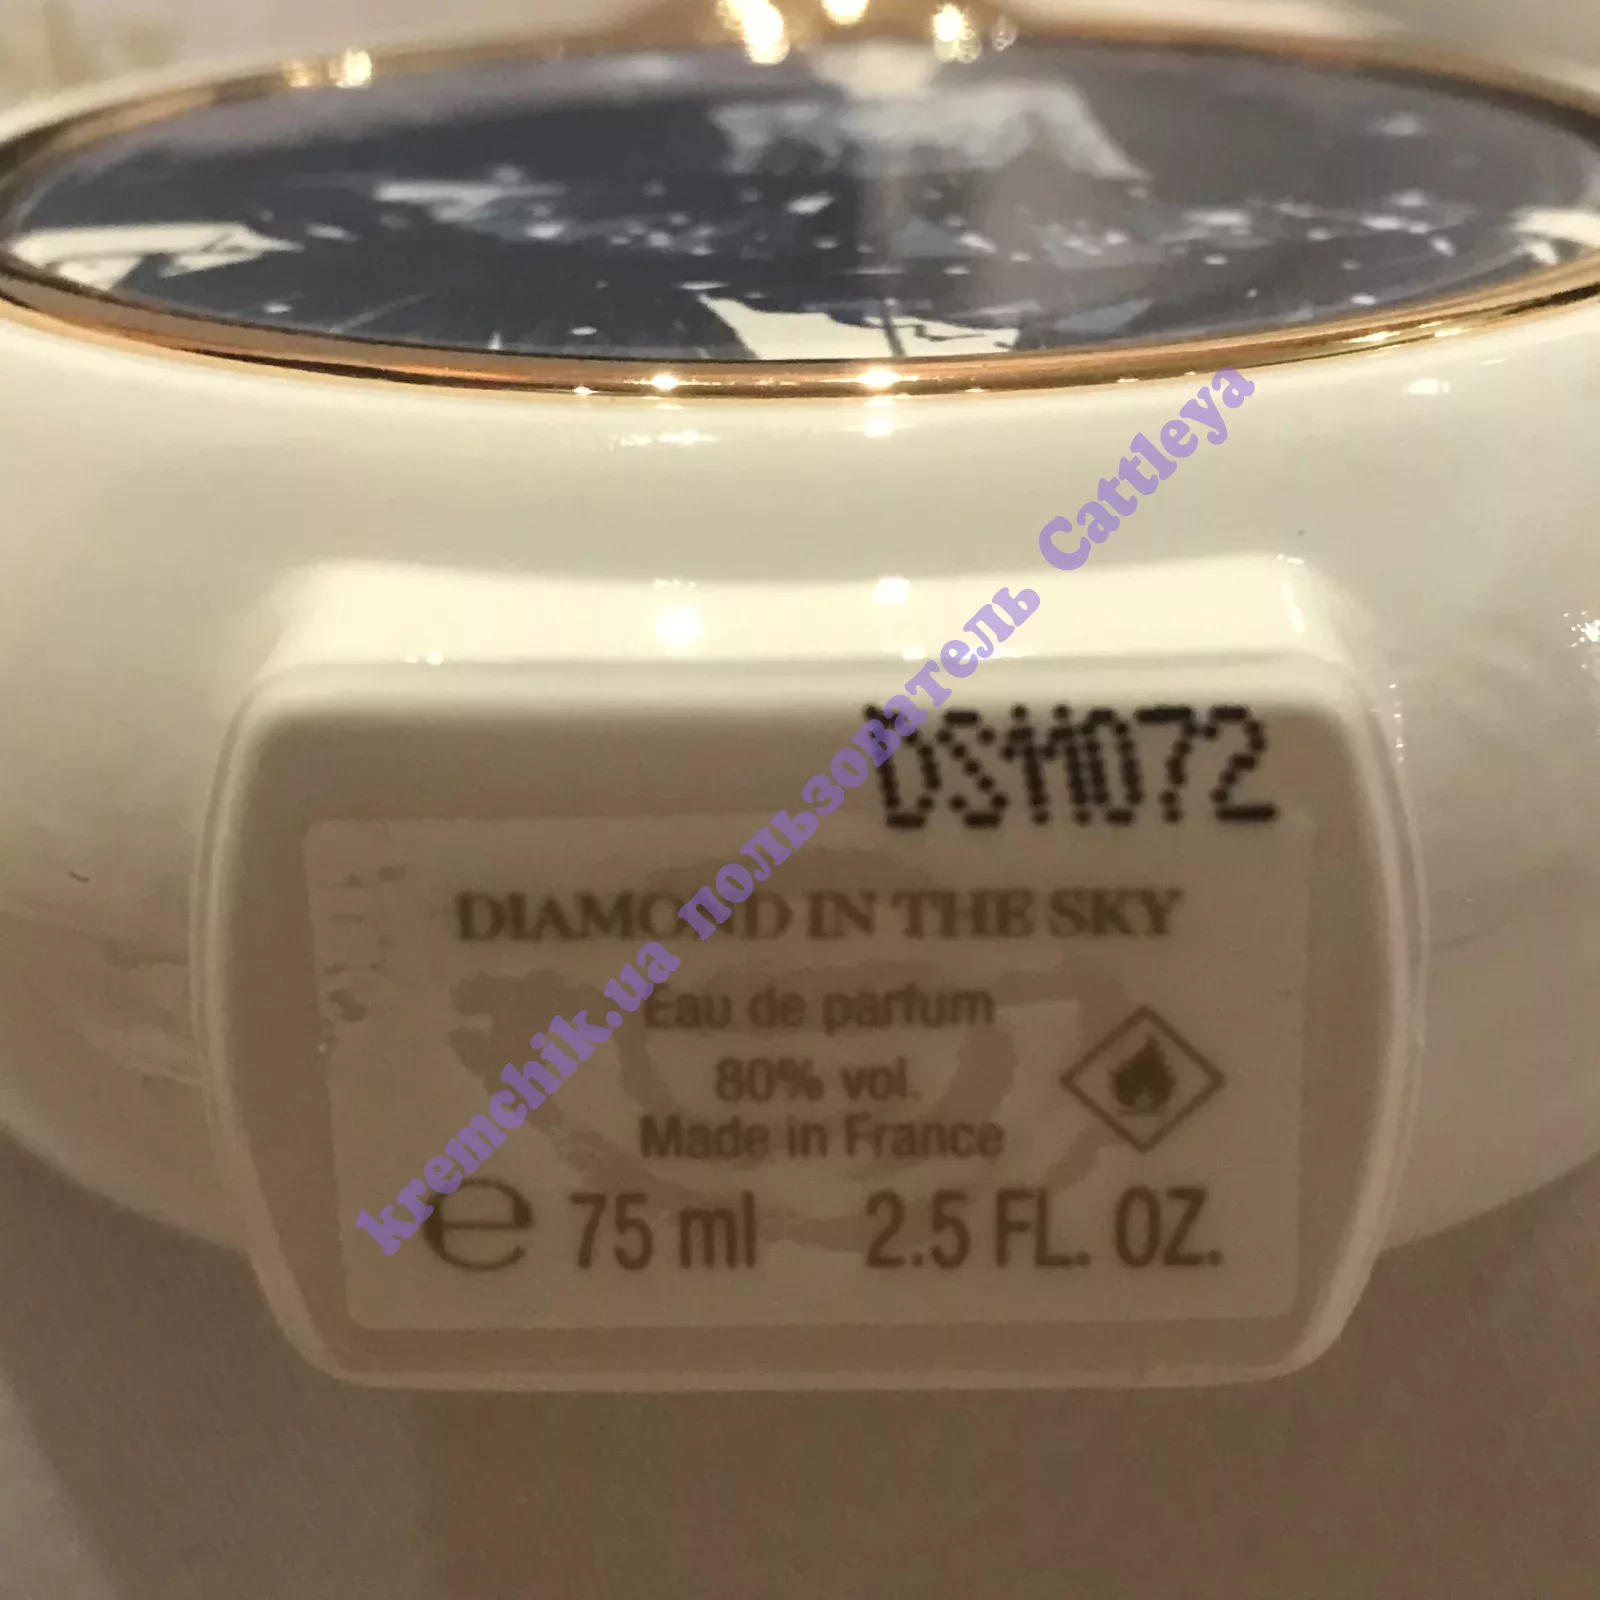 DS11072
DIAMOND IN THE SKY
Eau de parfum
80% vol.
Made in France
e 75 ml 2.5 FL. OZ.
kremchik.ua пользователь Cattleya